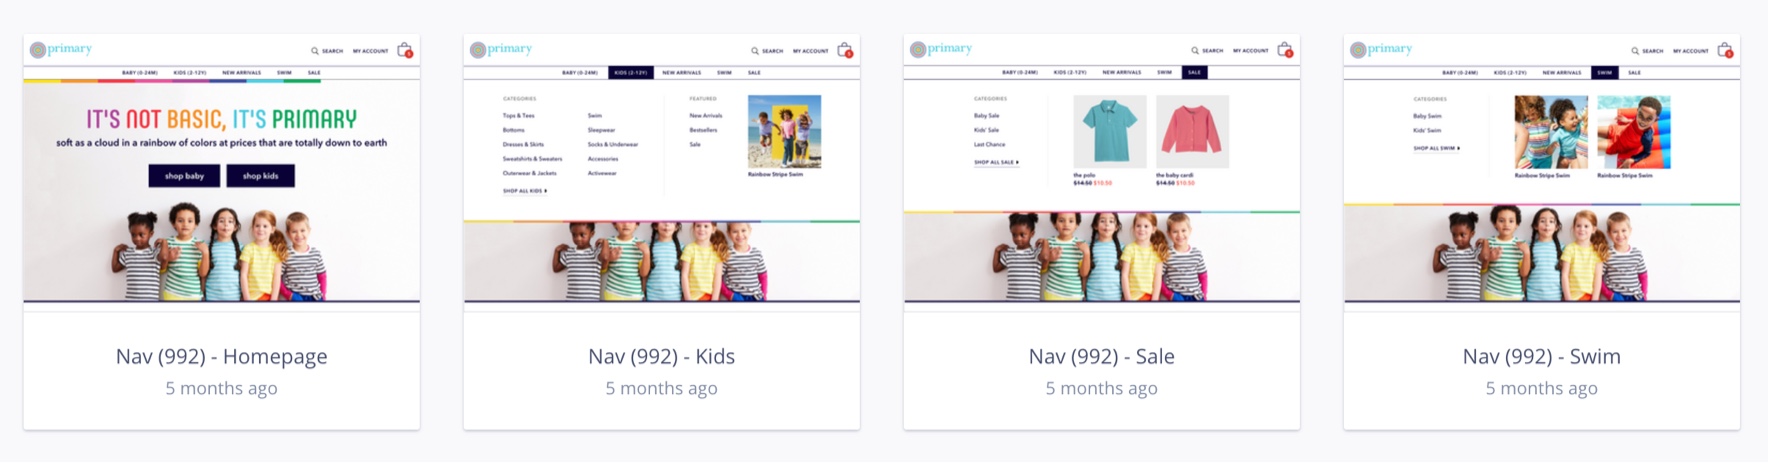 primary
SEARCH MY ACCOUNT
BABY (0-24M) KIDS (2-12Y) NEW ARRIVALS SWIM SALE
IT'S NOT BASIC, IT'S PRIMARY
soft as a cloud in a rainbow of colors at prices that are totally down to earth
shop baby shop kids
Nav (992) - Homepage
5 months ago
primary
SEARCH MY ACCOUNT
BABY (0-24M) KIDS (2-12Y) NEW ARRIVALS SWIM SALE
CATEGORIES
Tops & Tees
Bottoms
Dresses & Skirts
Sweatshirts & Sweaters
Outerwear & Jackets
SHOP ALL KIDS
Swim
Sleepwear
Socks & Underwear
Accessories
Activewear
FEATURED
New Arrivals
Bestsellers
Sale
Rainbow Stripe Swim
Nav (992) - Kids
5 months ago
primary
SEARCH MY ACCOUNT
BABY (0-24M) KIDS (2-12Y) NEW ARRIVALS SWIM SALE
CATEGORIES
Baby Sale
Kids' Sale
Last Chance
SHOP ALL SALE
the polo
$14.50 $10.50
the baby cardi
$14.50 $10.50
Nav (992) - Sale
5 months ago
primary
SEARCH MY ACCOUNT
BABY (0-24M) KIDS (2-12Y) NEW ARRIVALS SWIM SALE
CATEGORIES
Baby Swim
Kids' Swim
SHOP ALL SWIM
Rainbow Stripe Swim
Rainbow Stripe Swim
Nav (992) - Swim
5 months ago